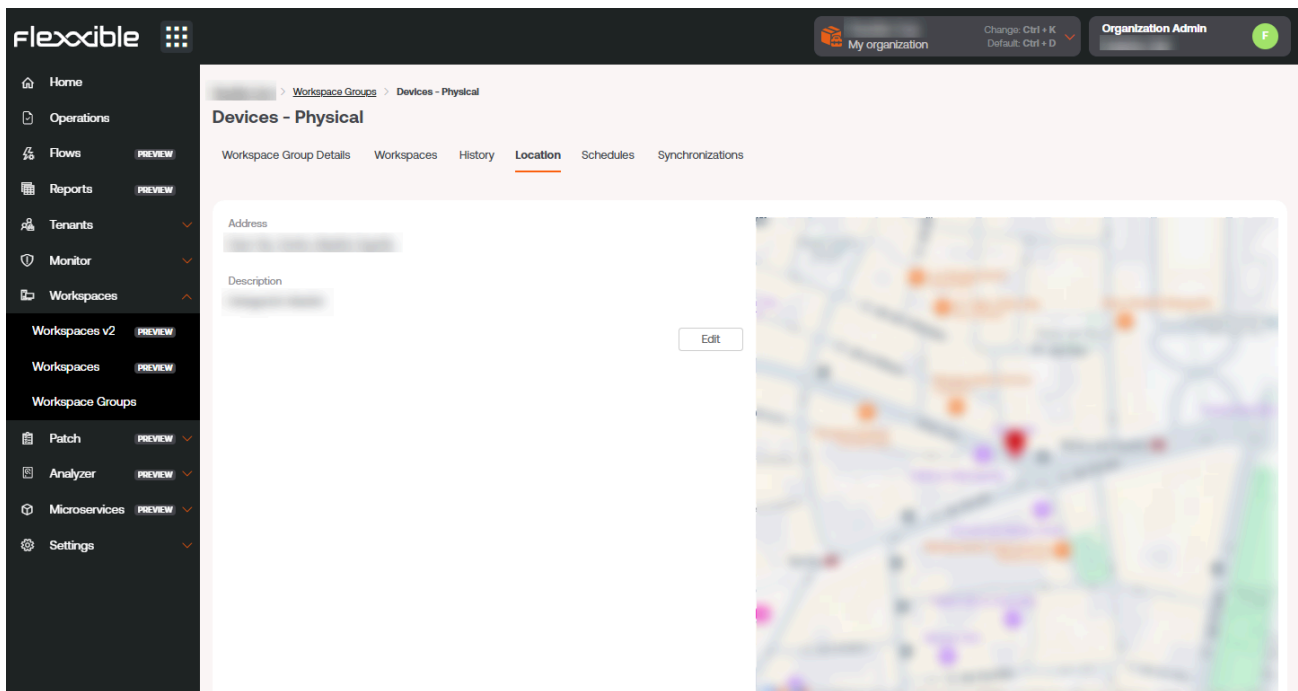 Flexxible
Change: Ctrl + K
My organization
Default: Ctrl + D
Organization Admin
F
Home
Operations
Flows PREVIEW
Reports PREVIEW
Tenants
Monitor
Workspaces
Workspaces v2 PREVIEW
Workspaces PREVIEW
Workspace Groups
Patch PREVIEW
Analyzer PREVIEW
Microservices PREVIEW
Settings
> Workspace Groups > Devices - Physical
Devices - Physical
Workspace Group Details Workspaces History Location Schedules Synchronizations
Address
Description
Edit